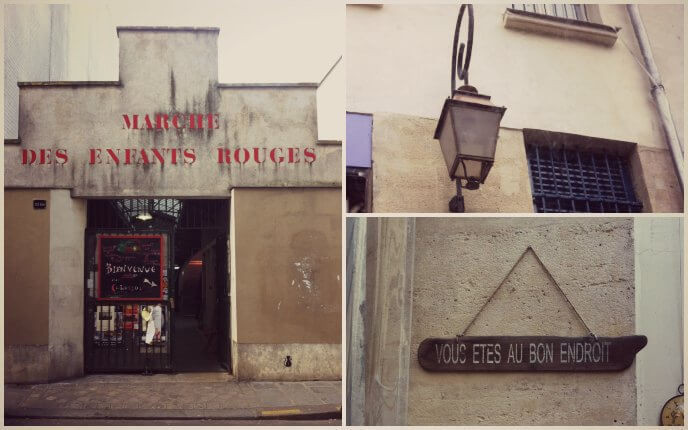 MARCHE
DES ENFANTS ROUGES
BIENVENUE
VOUS ETES AU BON ENDROIT